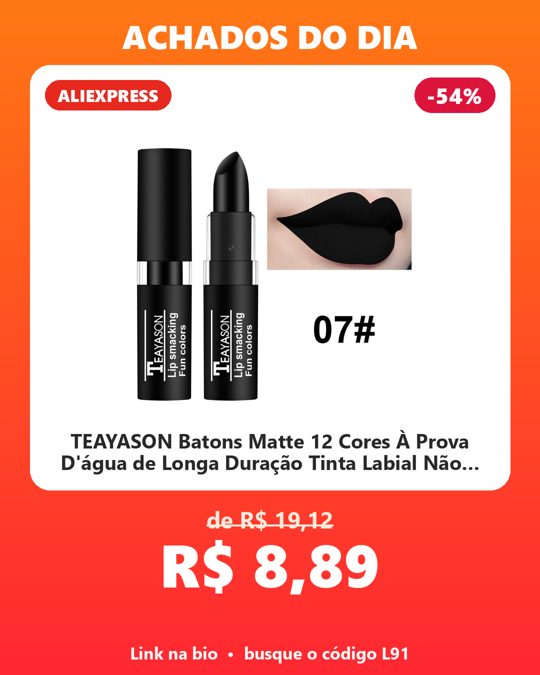 ACHADOS DO DIA
ALIEXPRESS
-54%
TEAYASON
Lip smacking
Fun colors
TEAYASON
Lip smacking
Fun colors
07#
TEAYASON Batons Matte 12 Cores À Prova
D'água de Longa Duração Tinta Labial Não...
de R$ 19,12
R$ 8,89
Link na bio • busque o código L91